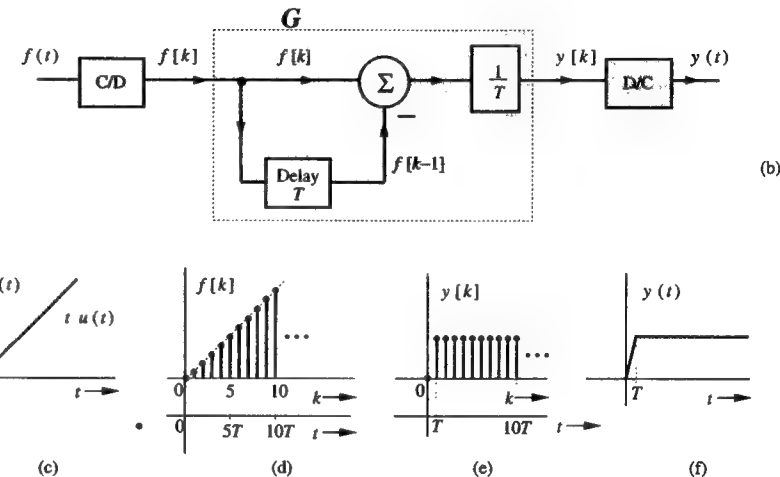 G
f(t) C/D f[k] f[k] Σ 1/T y[k] D/C y(t)
−
Delay
T
f[k−1]
(b)
(t) f[k] y[k] y(t)
t u(t)
...
0 5 10 0 T
t k k t
0 5T 10T t T 10T t
(c) (d) (e) (f)